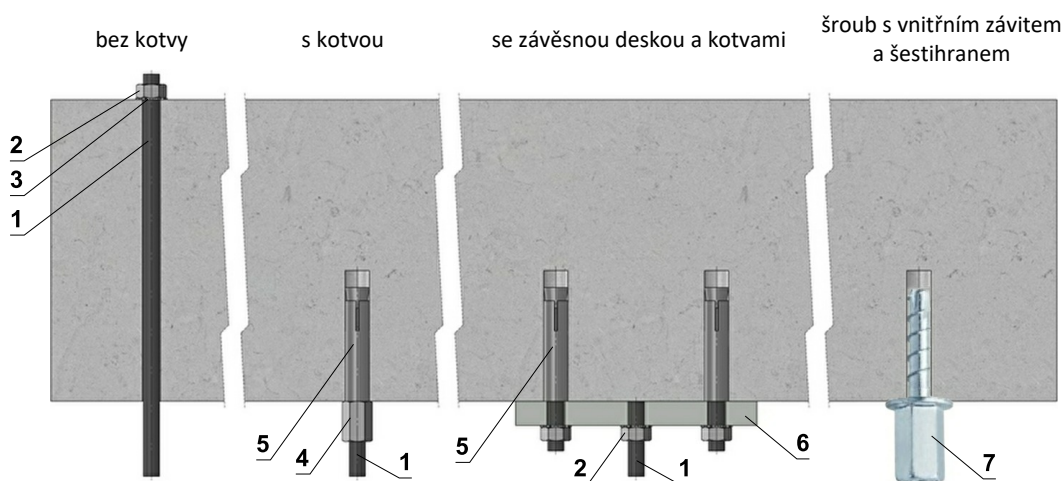 bez kotvy
s kotvou
se závěsnou deskou a kotvami
šroub s vnitřním závitem
a šestihranem
2
3
1
5
4
1
5
2
1
6
7